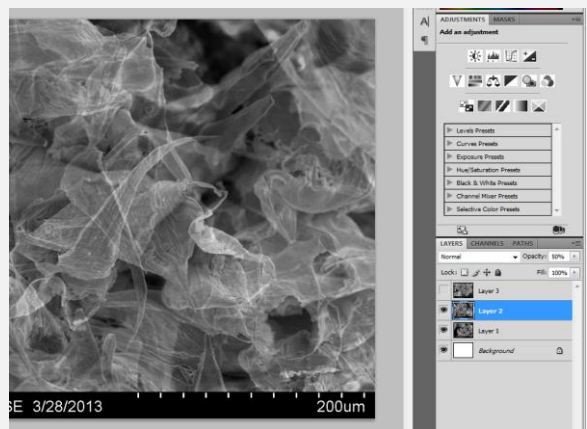 ADJUSTMENTS MASKS
Add an adjustment
Levels Presets
Curves Presets
Exposure Presets
Hue/Saturation Presets
Black & White Presets
Channel Mixer Presets
Selective Color Presets
LAYERS CHANNELS PATHS
Normal Opacity: 50%
Lock: Fill: 100%
Layer 3
Layer 2
Layer 1
Background
SE 3/28/2013 200um